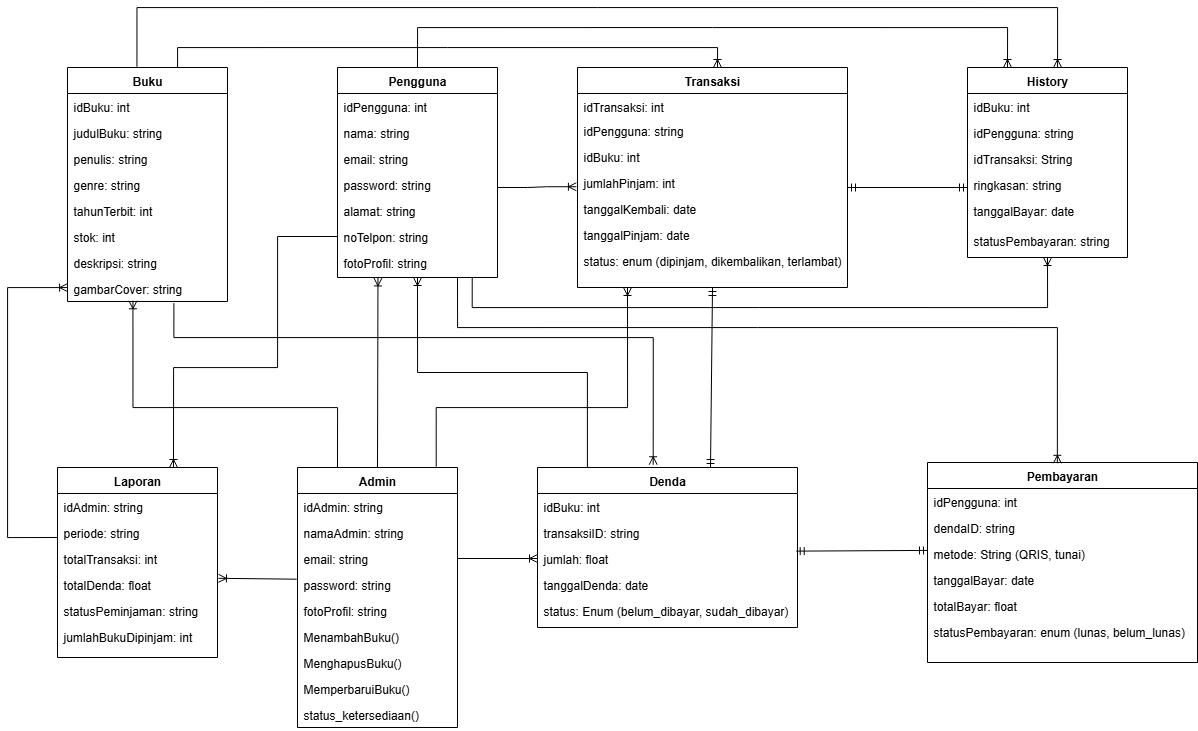 Buku
idBuku: int
judulBuku: string
penulis: string
genre: string
tahunTerbit: int
stok: int
deskripsi: string
gambarCover: string
Pengguna
idPengguna: int
nama: string
email: string
password: string
alamat: string
noTelpon: string
fotoProfil: string
Transaksi
idTransaksi: int
idPengguna: string
idBuku: int
jumlahPinjam: int
tanggalKembali: date
tanggalPinjam: date
status: enum (dipinjam, dikembalikan, terlambat)
History
idBuku: int
idPengguna: string
idTransaksi: String
ringkasan: string
tanggalBayar: date
statusPembayaran: string
Laporan
idAdmin: string
periode: string
totalTransaksi: int
totalDenda: float
statusPeminjaman: string
jumlahBukuDipinjam: int
Admin
idAdmin: string
namaAdmin: string
email: string
password: string
fotoProfil: string
MenambahBuku()
MenghapusBuku()
MemperbaruiBuku()
status_ketersediaan()
Denda
idBuku: int
transaksiID: string
jumlah: float
tanggalDenda: date
status: Enum (belum_dibayar, sudah_dibayar)
Pembayaran
idPengguna: int
dendaID: string
metode: String (QRIS, tunai)
tanggalBayar: date
totalBayar: float
statusPembayaran: enum (lunas, belum_lunas)